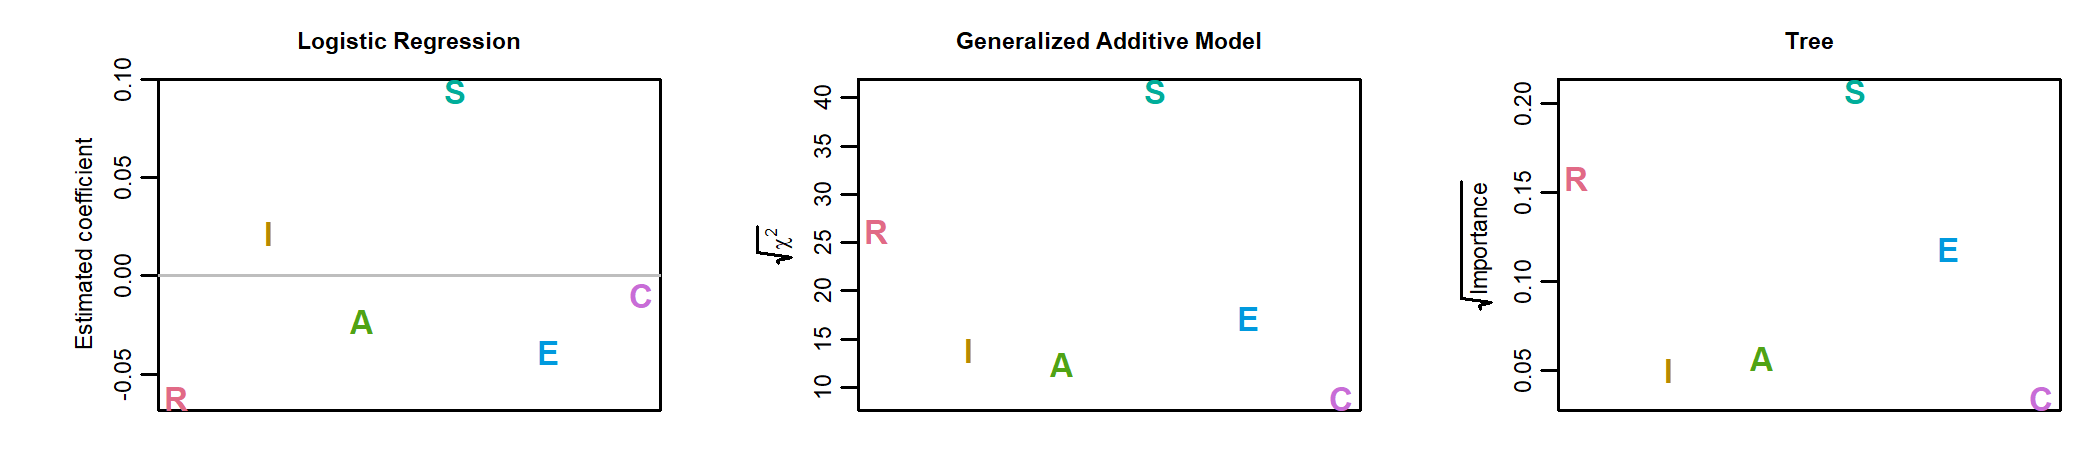 Logistic Regression
Estimated coefficient
0.10
0.05
0.00
-0.05
R
I
A
S
E
C
Generalized Additive Model
√χ²
40
35
30
25
20
15
10
R
I
A
S
E
C
Tree
√Importance
0.20
0.15
0.10
0.05
R
I
A
S
E
C